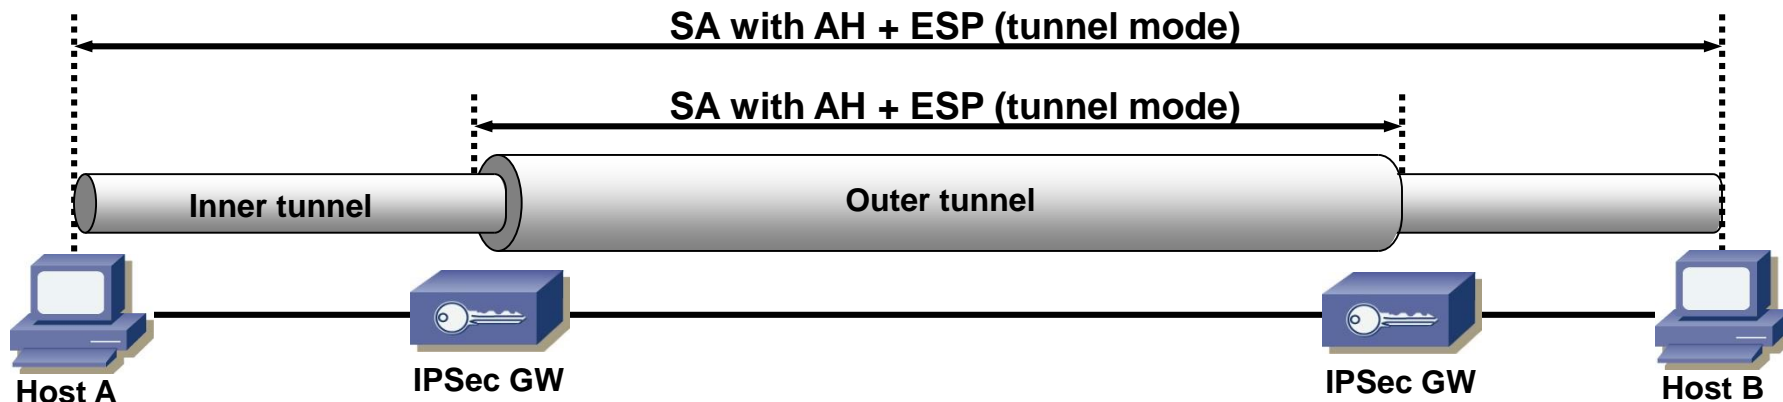 SA with AH + ESP (tunnel mode)
SA with AH + ESP (tunnel mode)
Inner tunnel
Outer tunnel
Host A
IPSec GW
IPSec GW
Host B